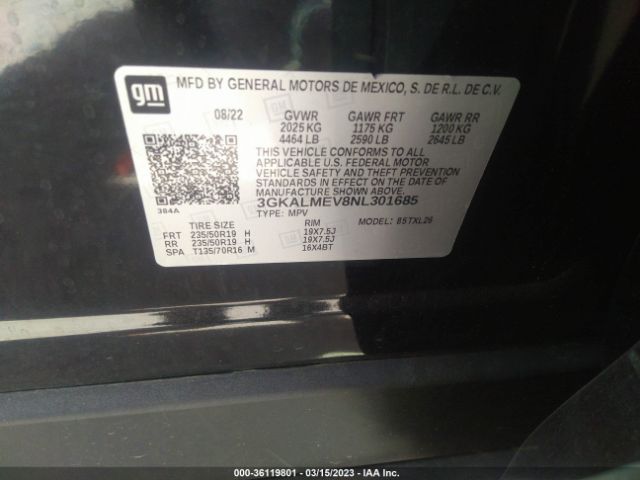 gm
MFD BY GENERAL MOTORS DE MEXICO, S. DE R.L. DE C.V.
08/22 GVWR GAWR FRT GAWR RR
2025 KG 1175 KG 1200 KG
4464 LB 2590 LB 2645 LB
THIS VEHICLE CONFORMS TO ALL
APPLICABLE U.S. FEDERAL MOTOR
VEHICLE SAFETY AND THEFT PREVENTION
STANDARDS IN EFFECT ON THE DATE OF
MANUFACTURE SHOWN ABOVE.
3GKALMEV8NL301685
384A TYPE: MPV MODEL: 85TXL26
TIRE SIZE RIM
FRT 235/50R19 H 19X7.5J
RR 235/50R19 H 19X7.5J
SPA T135/70R16 M 16X4BT
000-36119801 - 03/15/2023 - IAA Inc.